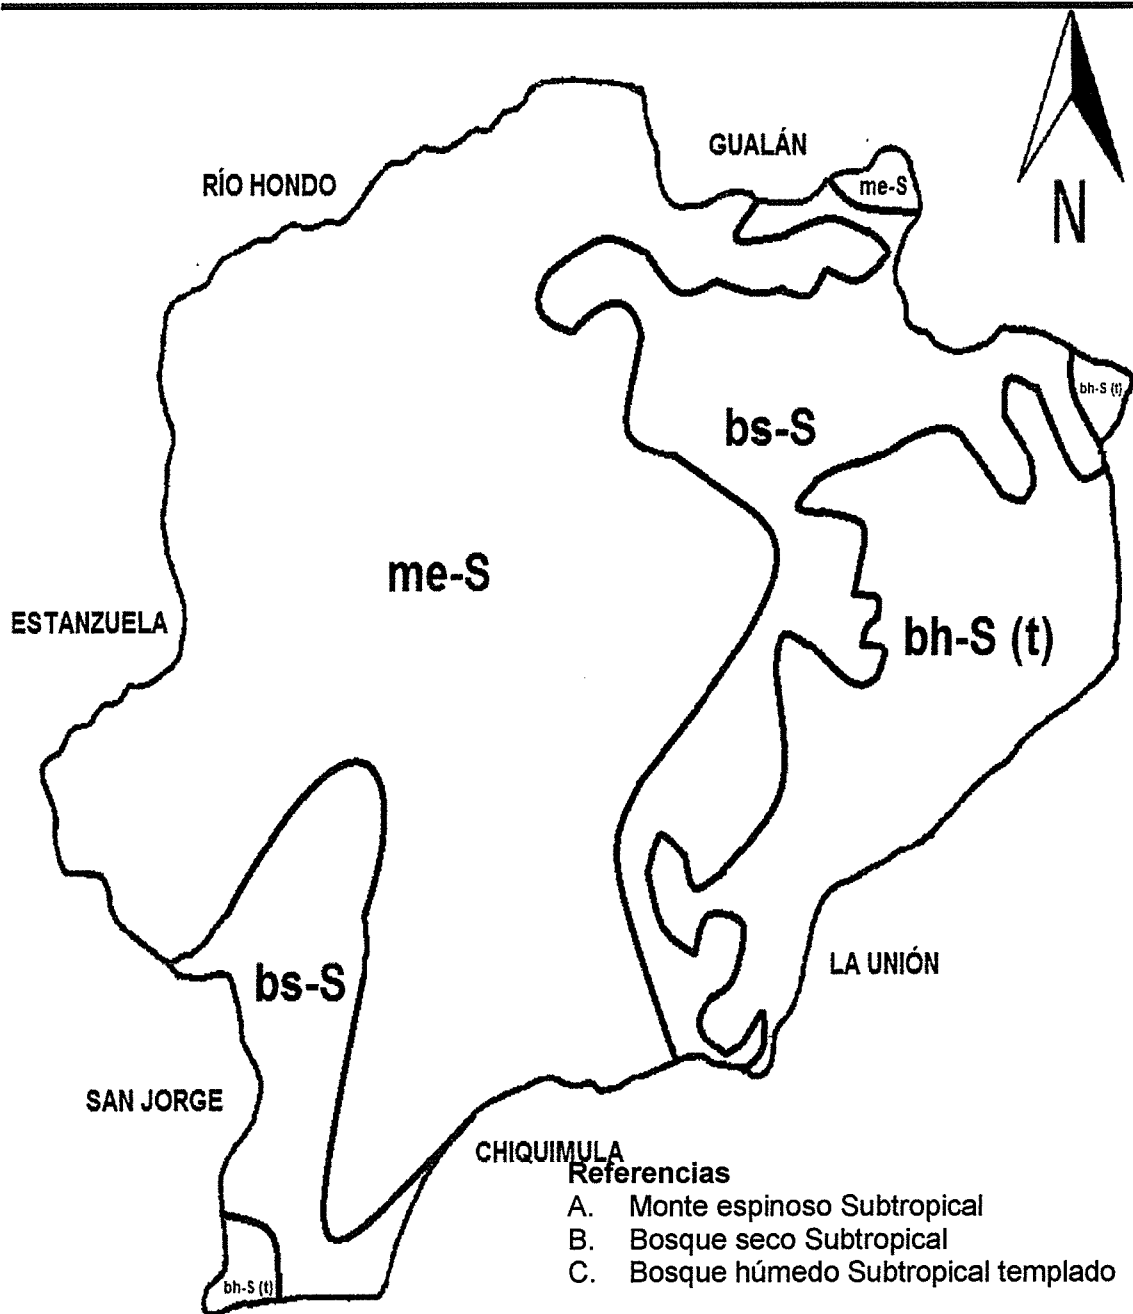 GUALÁN
RÍO HONDO
me-S
N
bh-S (t)
bs-S
me-S
ESTANZUELA
bh-S (t)
bs-S
LA UNIÓN
SAN JORGE
CHIQUIMULA
Referencias
A. Monte espinoso Subtropical
B. Bosque seco Subtropical
C. Bosque húmedo Subtropical templado
bh-S (t)